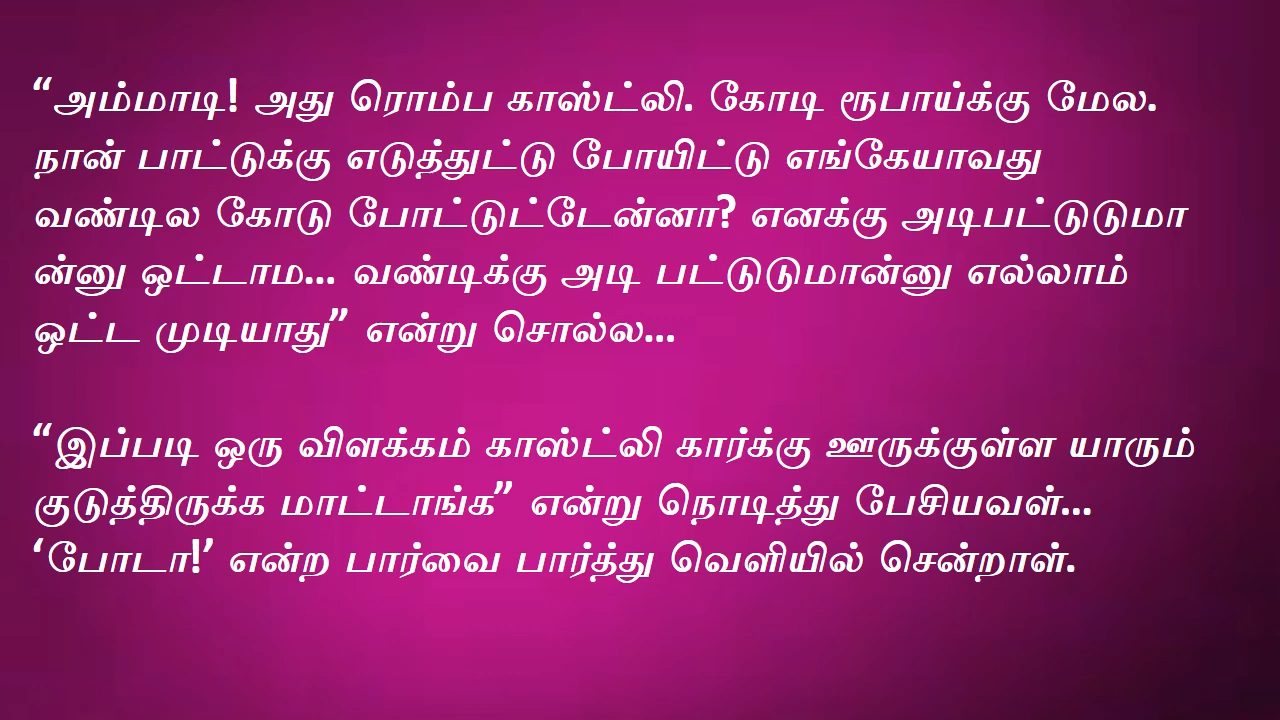 “அம்மாடி! அது ரொம்ப காஸ்ட்லி. கோடி ரூபாய்க்கு மேல.
நான் பாட்டுக்கு எடுத்துட்டு போயிட்டு எங்கேயாவது
வண்டில கோடு போட்டுட்டேன்னா? எனக்கு அடிபட்டுடுமா
ன்னு ஓட்டாம... வண்டிக்கு அடி பட்டுடுமான்னு எல்லாம்
ஓட்ட முடியாது” என்று சொல்ல...
“இப்படி ஒரு விளக்கம் காஸ்ட்லி கார்க்கு ஊருக்குள்ள யாரும்
குடுத்திருக்க மாட்டாங்க” என்று நொடித்து பேசியவள்...
‘போடா!’ என்ற பார்வை பார்த்து வெளியில் சென்றாள்.